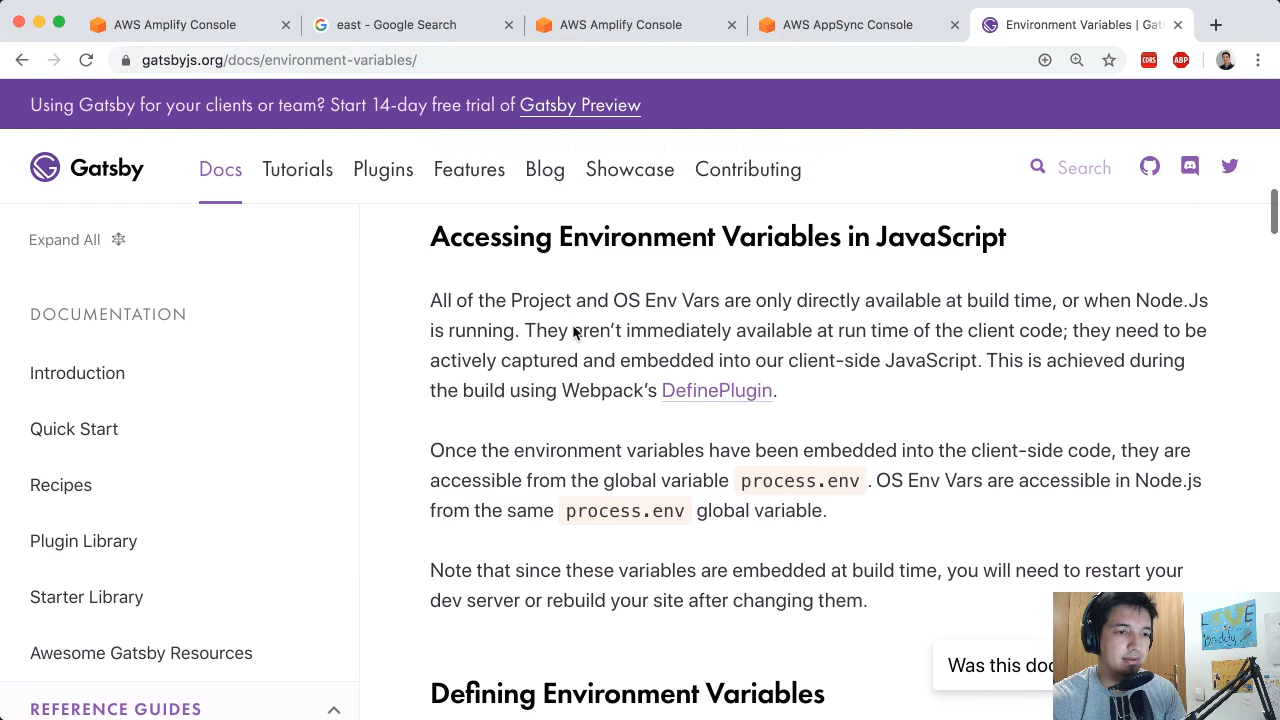 AWS Amplify Console
east - Google Search
AWS Amplify Console
AWS AppSync Console
Environment Variables | Gat
gatsbyjs.org/docs/environment-variables/
CORS
ABP
Using Gatsby for your clients or team? Start 14-day free trial of Gatsby Preview
Gatsby
Docs
Tutorials
Plugins
Features
Blog
Showcase
Contributing
Search
Expand All
DOCUMENTATION
Introduction
Quick Start
Recipes
Plugin Library
Starter Library
Awesome Gatsby Resources
REFERENCE GUIDES
Accessing Environment Variables in JavaScript
All of the Project and OS Env Vars are only directly available at build time, or when Node.Js
is running. They aren’t immediately available at run time of the client code; they need to be
actively captured and embedded into our client-side JavaScript. This is achieved during
the build using Webpack’s DefinePlugin.
Once the environment variables have been embedded into the client-side code, they are
accessible from the global variable process.env. OS Env Vars are accessible in Node.js
from the same process.env global variable.
Note that since these variables are embedded at build time, you will need to restart your
dev server or rebuild your site after changing them.
Was this doc
Defining Environment Variables